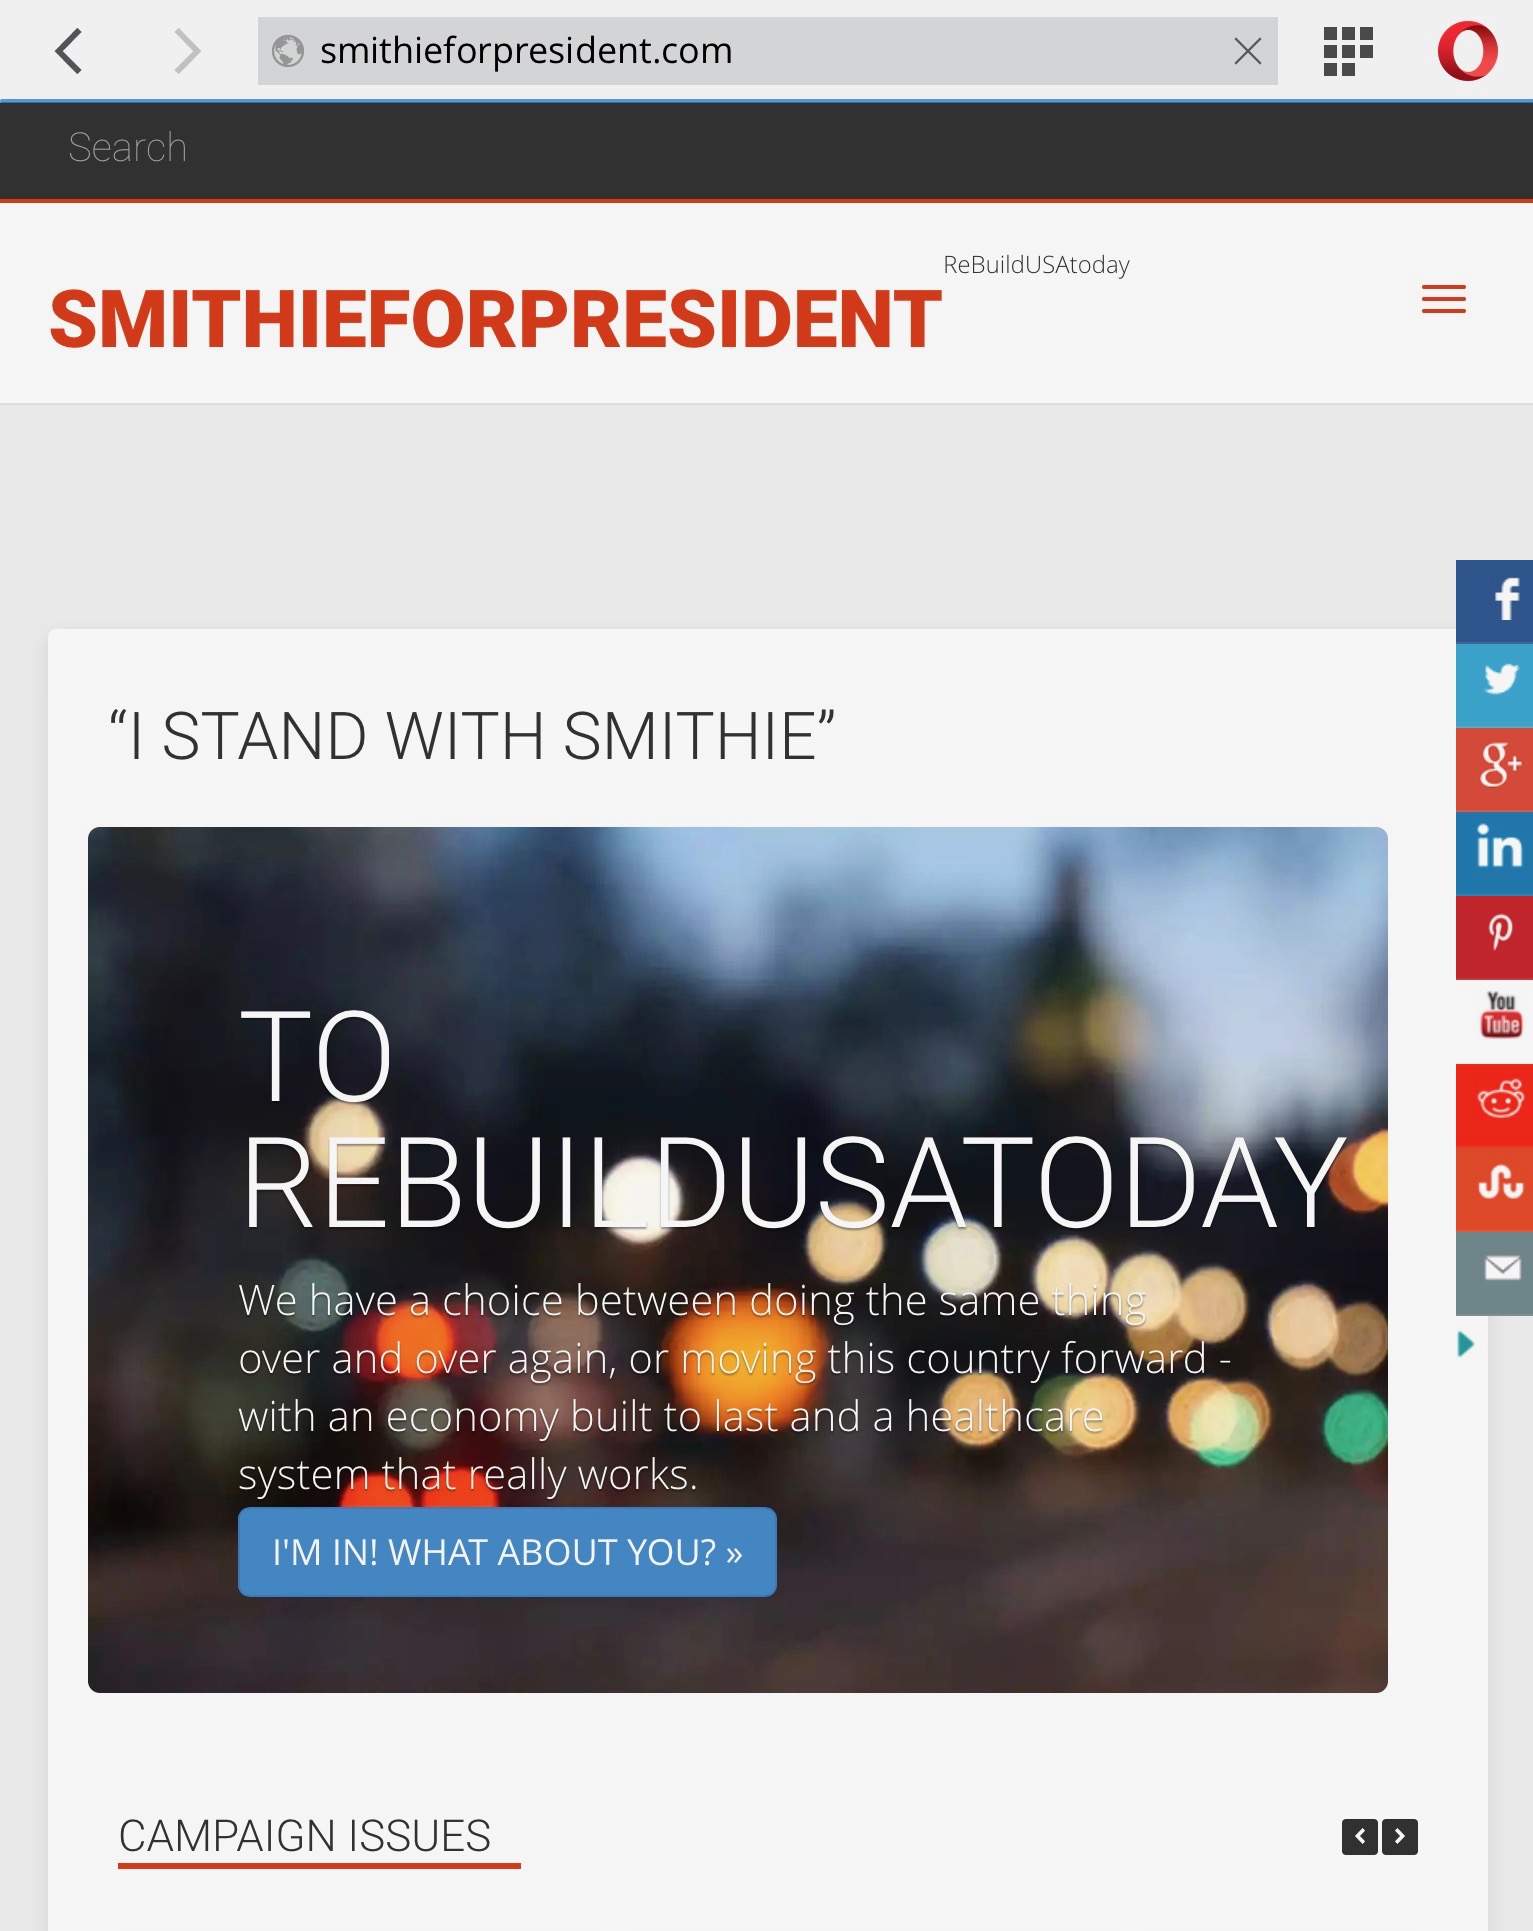 smithieforpresident.com
Search
ReBuildUSAtoday
SMITHIEFORPRESIDENT
“I STAND WITH SMITHIE”
TO
REBUILDUSATODAY
We have a choice between doing the same thing
over and over again, or moving this country forward -
with an economy built to last and a healthcare
system that really works.
I'M IN! WHAT ABOUT YOU? »
f
g+
in
You
Tube
CAMPAIGN ISSUES